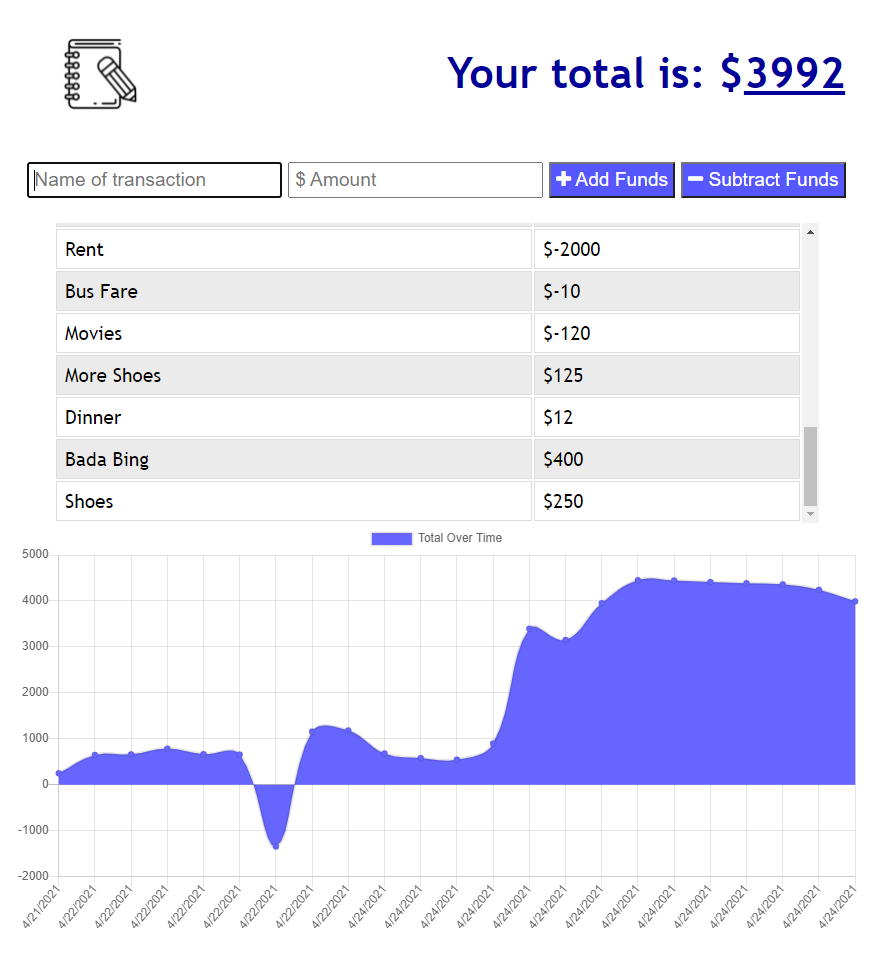 Your total is: $3992
Name of transaction $ Amount Add Funds Subtract Funds
Rent $-2000
Bus Fare $-10
Movies $-120
More Shoes $125
Dinner $12
Bada Bing $400
Shoes $250
Total Over Time
5000
4000
3000
2000
1000
0
-1000
-2000
4/21/2021 4/22/2021 4/22/2021 4/22/2021 4/22/2021 4/22/2021 4/22/2021 4/22/2021 4/22/2021 4/24/2021 4/24/2021 4/24/2021 4/24/2021 4/24/2021 4/24/2021 4/24/2021 4/24/2021 4/24/2021 4/24/2021 4/24/2021 4/24/2021 4/24/2021 4/24/2021